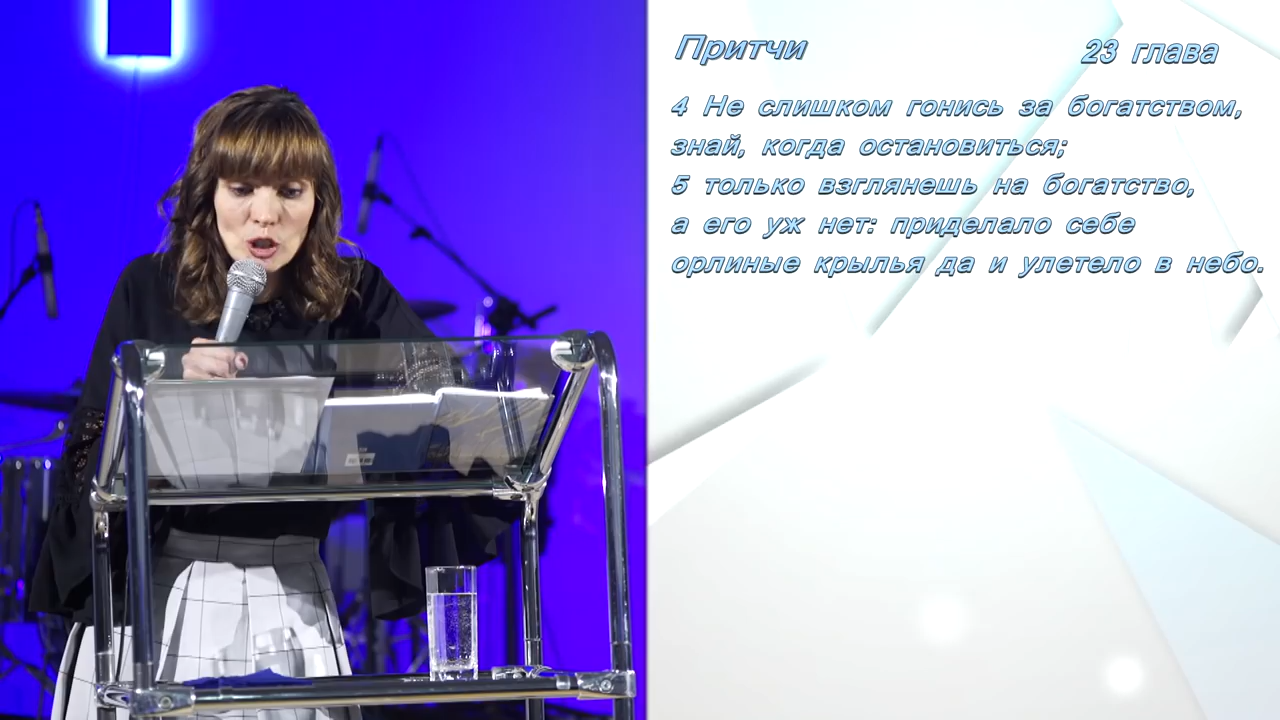 Притчи 23 глава
4 Не слишком гонись за богатством,
знай, когда остановиться;
5 только взглянешь на богатство,
а его уж нет: приделало себе
орлиные крылья да и улетело в небо.